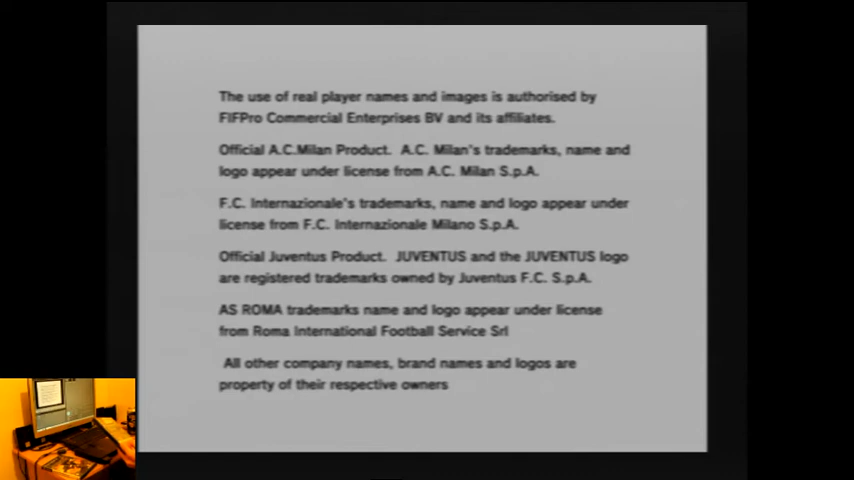 The use of real player names and images is authorised by
FIFPro Commercial Enterprises BV and its affiliates.
Official A.C.Milan Product.  A.C. Milan's trademarks, name and
logo appear under license from A.C. Milan S.p.A.
F.C. Internazionale's trademarks, name and logo appear under
license from F.C. Internazionale Milano S.p.A.
Official Juventus Product.  JUVENTUS and the JUVENTUS logo
are registered trademarks owned by Juventus F.C. S.p.A.
AS ROMA trademarks name and logo appear under license
from Roma International Football Service Srl
All other company names, brand names and logos are
property of their respective owners